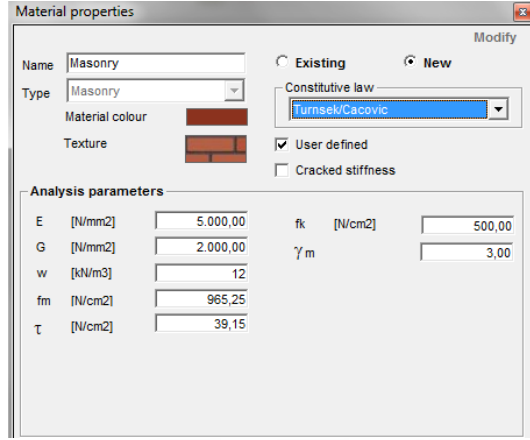 Material properties
Modify
Name Masonry Existing New
Type Masonry Constitutive law
Turnsek/Cacovic
Material colour
Texture User defined
Cracked stiffness
Analysis parameters
E [N/mm2] 5.000,00 fk [N/cm2] 500,00
G [N/mm2] 2.000,00 γ m 3,00
w [kN/m3] 12
fm [N/cm2] 965,25
τ [N/cm2] 39,15